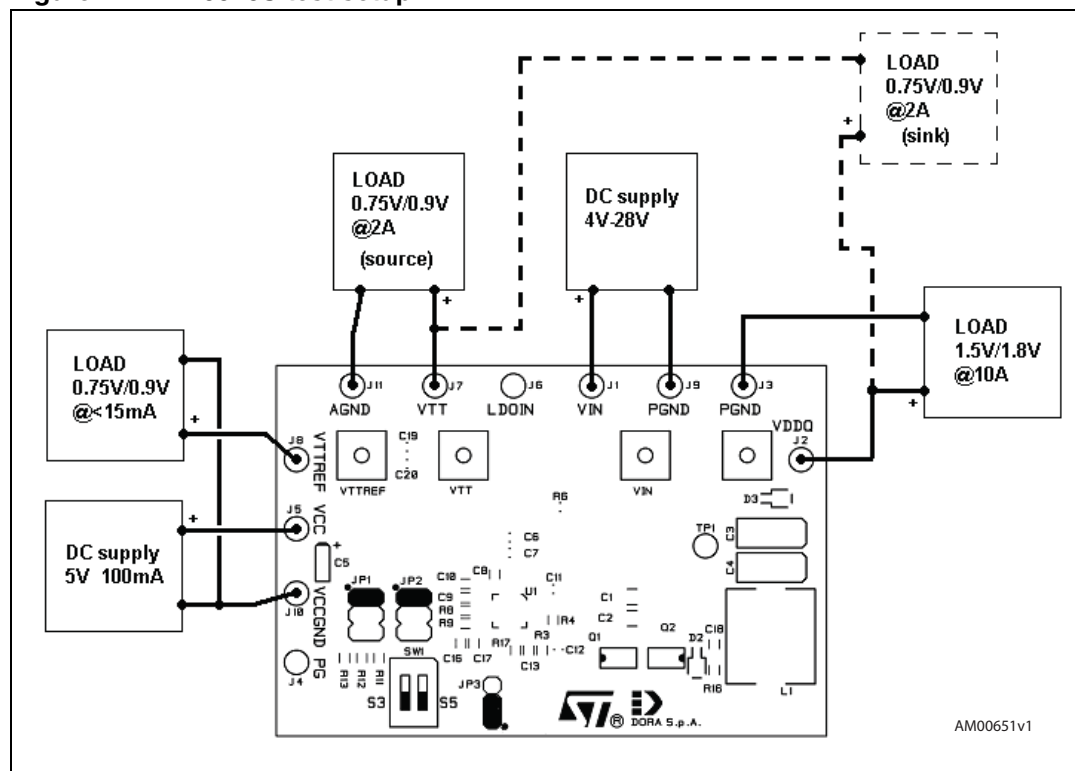 LOAD
0.75V/0.9V
@2A
(sink)
+
LOAD
0.75V/0.9V
@2A
(source)
+
DC supply
4V-28V
+
LOAD
1.5V/1.8V
@10A
+
LOAD
0.75V/0.9V
@<15mA
+
DC supply
5V 100mA
+
J11
AGND
J7
VTT
J6
LDOIN
J1
VIN
J9
PGND
J3
PGND
VDDQ
J2
J8
VTTREF
J5
VCC
J10
VCCGND
PG
J4
VTTREF
C19
C20
VTT
VIN
R6
D3
TP1
C3
C4
C5
+
C6
C7
JP1
JP2
C10
C8
C9
R8
R9
U1
C11
R4
C1
C2
Q1
Q2
D2
C18
R16
L1
R13
R12
R11
C16
C17
R17
R3
C13
C12
SW1
S3
S5
JP3
ST®
DORA S.p.A.
AM00651v1